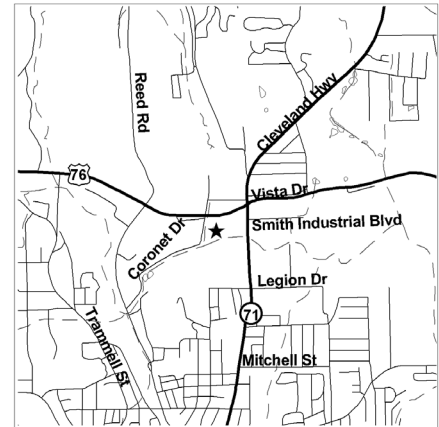 Reed Rd
Cleveland Hwy
76
Vista Dr
Smith Industrial Blvd
Coronet Dr
Legion Dr
71
Trammell St
Mitchell St